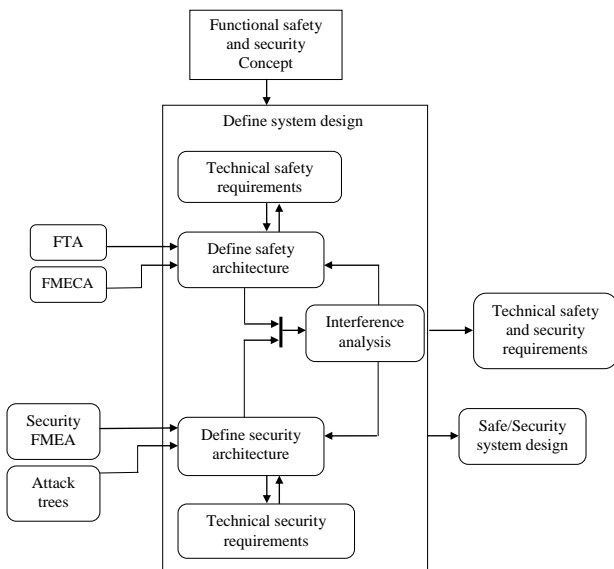 Functional safety
and security
Concept
Define system design
Technical safety
requirements
FTA
Define safety
architecture
FMECA
Interference
analysis
Technical safety
and security
requirements
Security
FMEA
Define security
architecture
Safe/Security
system design
Attack
trees
Technical security
requirements